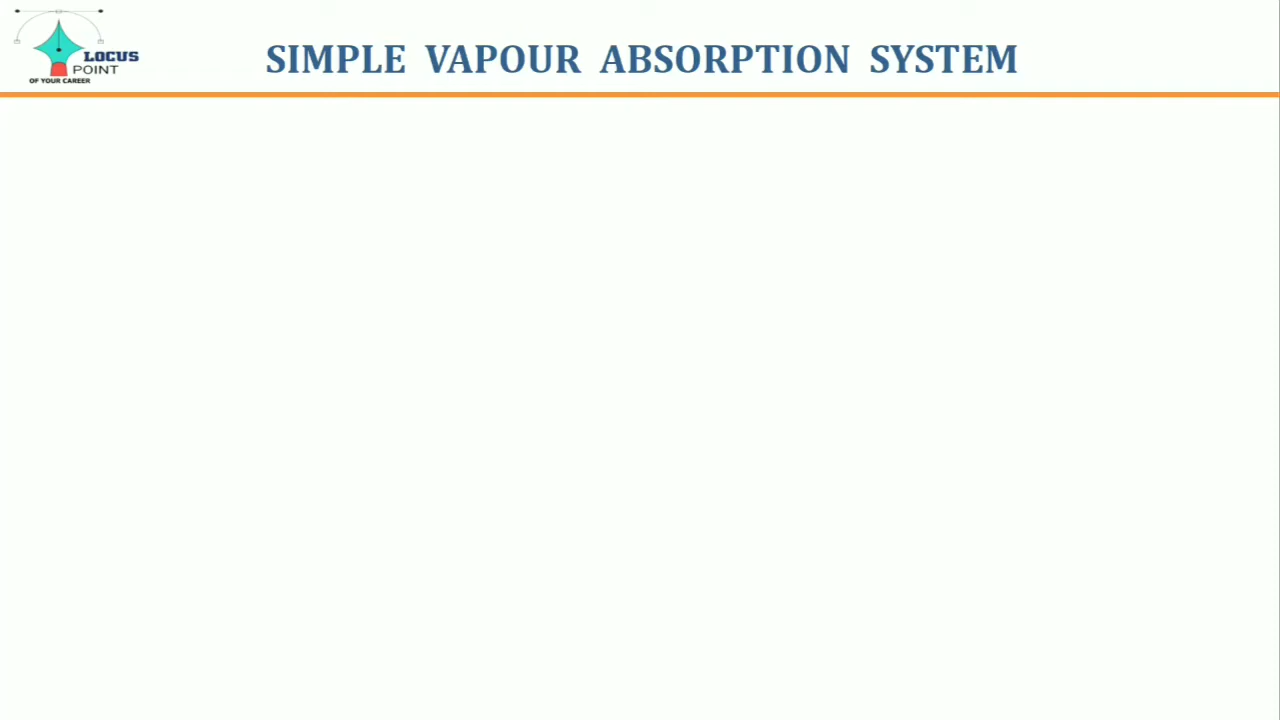 LOCUS
POINT
OF YOUR CAREER
SIMPLE VAPOUR ABSORPTION SYSTEM